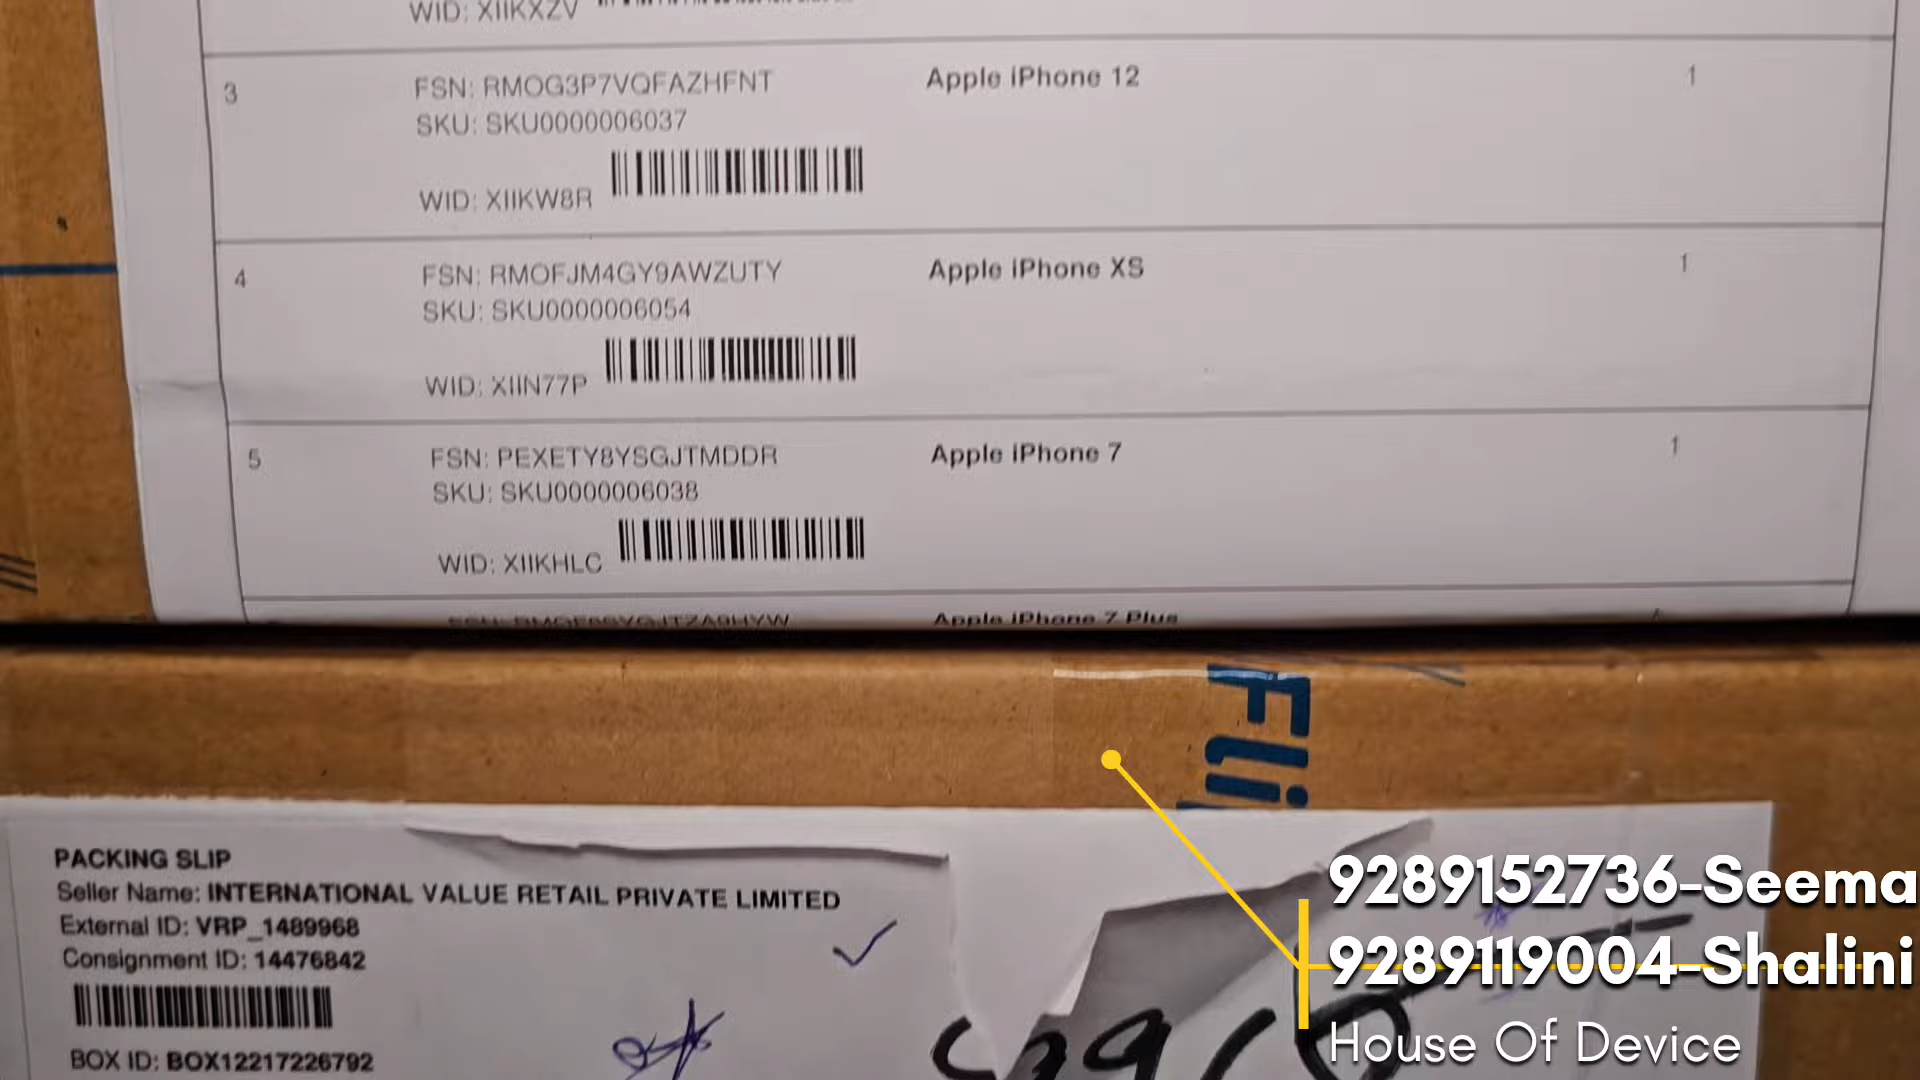 WID: XIIKXZV
3
FSN: RMOG3P7VQFAZHFNT
Apple iPhone 12
1
SKU: SKU0000006037
WID: XIIKW8R
4
FSN: RMOFJM4GY9AWZUTY
Apple iPhone XS
1
SKU: SKU0000006054
WID: XIIN77P
5
FSN: PEXETY8YSGJTMDDR
Apple iPhone 7
1
SKU: SKU0000006038
WID: XIIKHLC
Apple iPhone 7 Plus
Fli
PACKING SLIP
Seller Name: INTERNATIONAL VALUE RETAIL PRIVATE LIMITED
External ID: VRP_1489968
Consignment ID: 14476842
BOX ID: BOX12217226792
9289152736-Seema
9289119004-Shalini
House Of Device